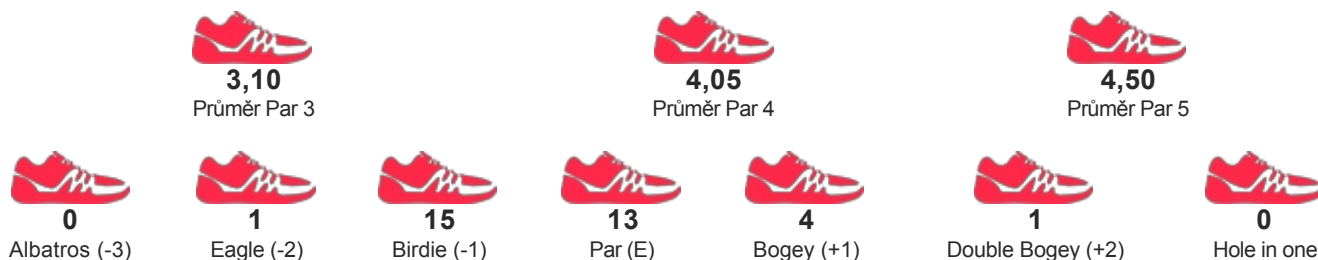 3,10 4,05 4,50
Průměr Par 3 Průměr Par 4 Průměr Par 5
0 1 15 13 4 1 0
Albatros (-3) Eagle (-2) Birdie (-1) Par (E) Bogey (+1) Double Bogey (+2) Hole in one